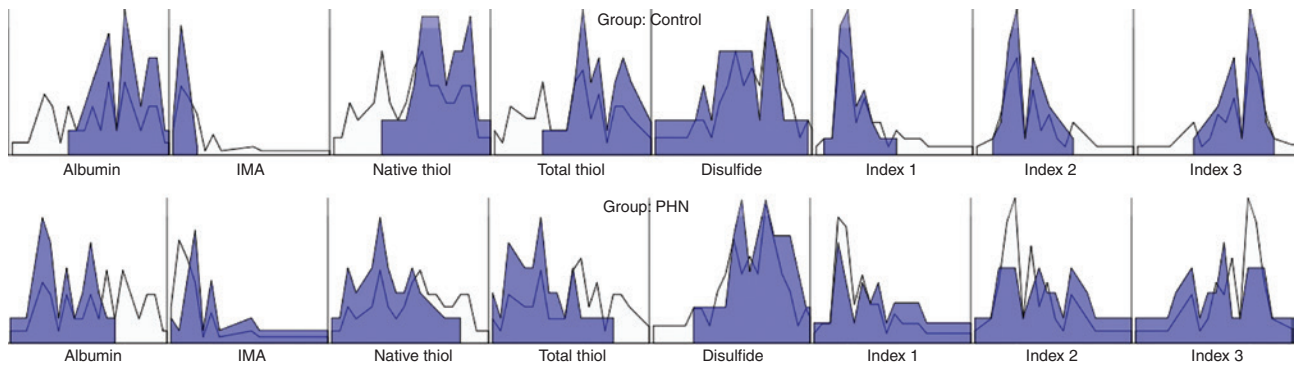 Group: Control
Albumin IMA Native thiol Total thiol Disulfide Index 1 Index 2 Index 3
Group: PHN
Albumin IMA Native thiol Total thiol Disulfide Index 1 Index 2 Index 3